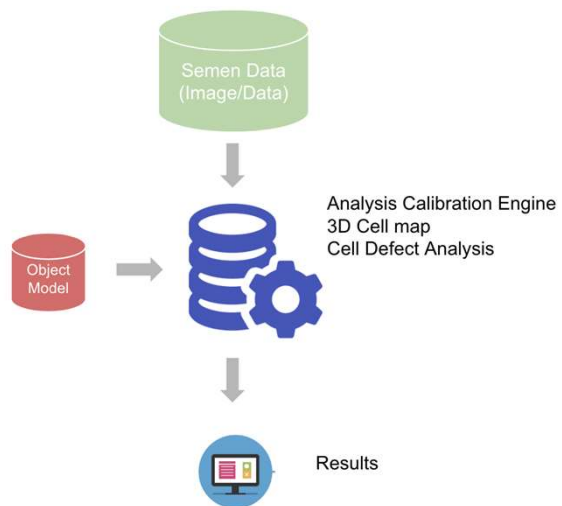 Semen Data
(Image/Data)
Analysis Calibration Engine
3D Cell map
Cell Defect Analysis
Object
Model
Results